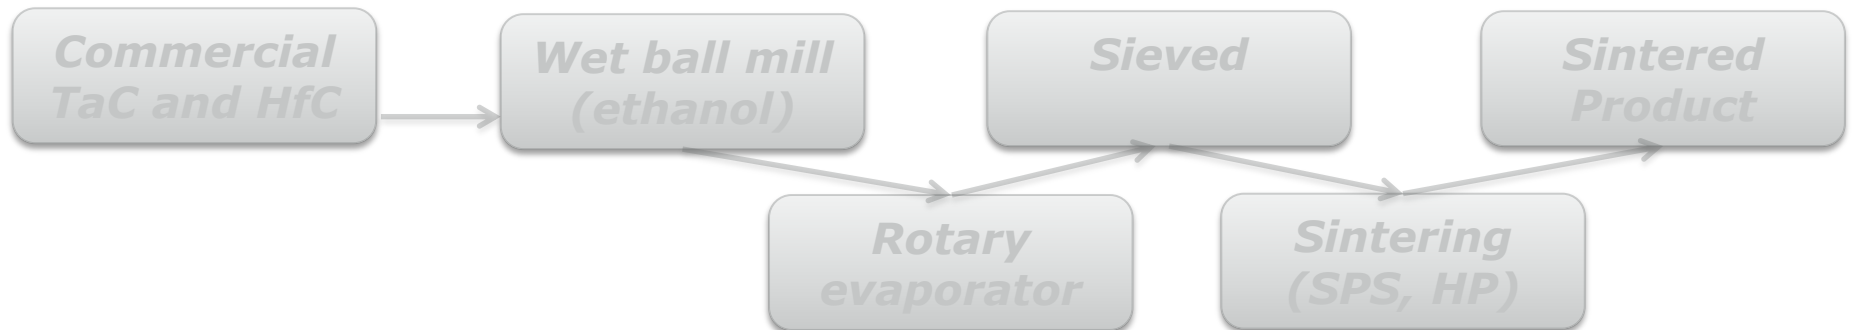 Commercial
TaC and HfC
Wet ball mill
(ethanol)
Rotary
evaporator
Sieved
Sintering
(SPS, HP)
Sintered
Product